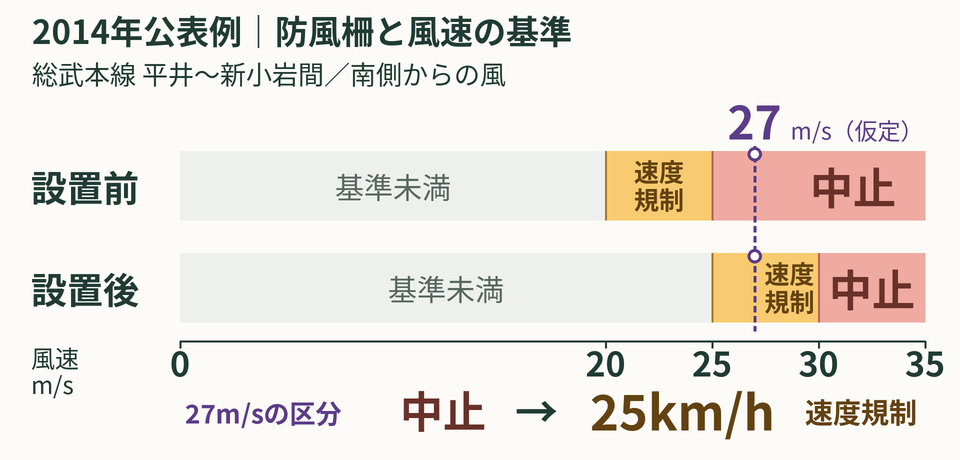 2014年公表例｜防風柵と風速の基準
総武本線 平井〜新小岩間／南側からの風
27 m/s（仮定）
設置前
基準未満
速度
規制
中止
設置後
基準未満
速度
規制
中止
風速
m/s
0 20 25 30 35
27m/sの区分 中止 → 25km/h 速度規制